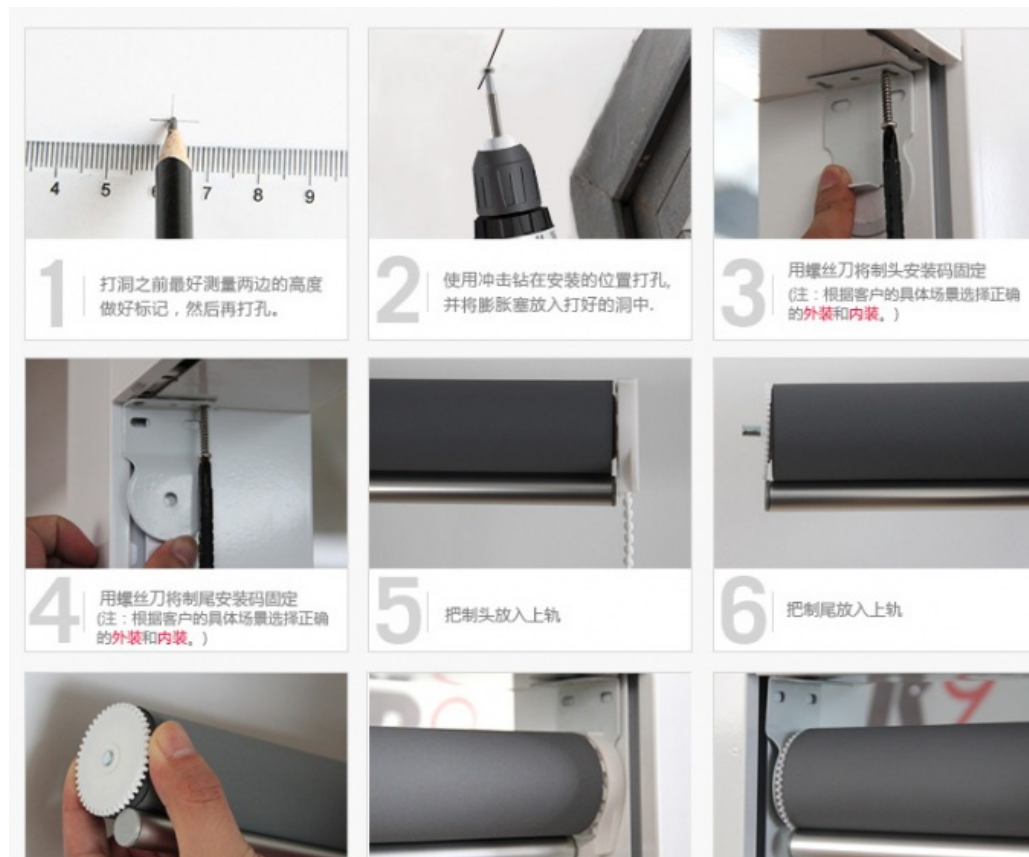 4 5 6 7 8 9
1
打洞之前最好测量两边的高度
做好标记，然后再打孔。
2
使用冲击钻在安装的位置打孔,
并将膨胀塞放入打好的洞中.
3
用螺丝刀将制头安装码固定
(注：根据客户的具体场景选择正确
的外装和内装。)
4
用螺丝刀将制尾安装码固定
(注：根据客户的具体场景选择正确
的外装和内装。)
5
把制头放入上轨
6
把制尾放入上轨